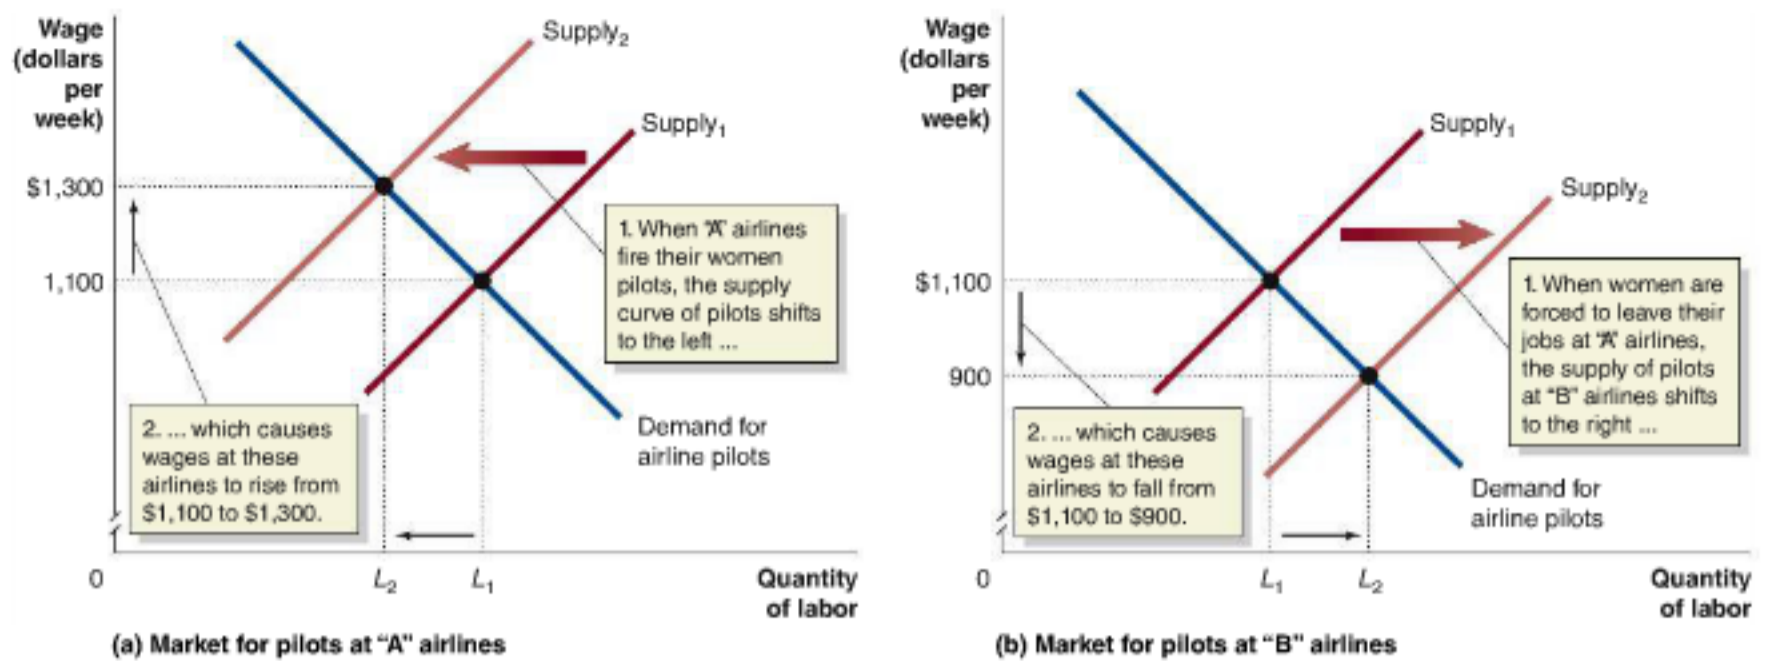 Wage
(dollars
per
week)
$1,300
1,100
Supply₂
Supply₁
1. When “A” airlines
fire their women
pilots, the supply
curve of pilots shifts
to the left ...
2. ... which causes
wages at these
airlines to rise from
$1,100 to $1,300.
Demand for
airline pilots
0
L₂
L₁
Quantity
of labor
(a) Market for pilots at “A” airlines
Wage
(dollars
per
week)
$1,100
900
Supply₁
Supply₂
1. When women are
forced to leave their
jobs at “A” airlines,
the supply of pilots
at “B” airlines shifts
to the right ...
2. ... which causes
wages at these
airlines to fall from
$1,100 to $900.
Demand for
airline pilots
0
L₁
L₂
Quantity
of labor
(b) Market for pilots at “B” airlines